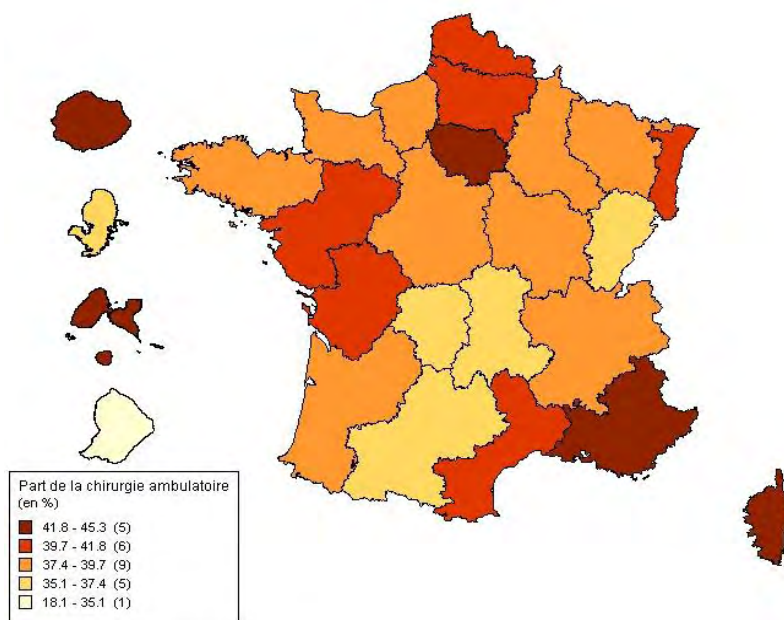 Part de la chirurgie ambulatoire
(en %)
41.8 - 45.3 (5)
39.7 - 41.8 (6)
37.4 - 39.7 (9)
35.1 - 37.4 (5)
18.1 - 35.1 (1)